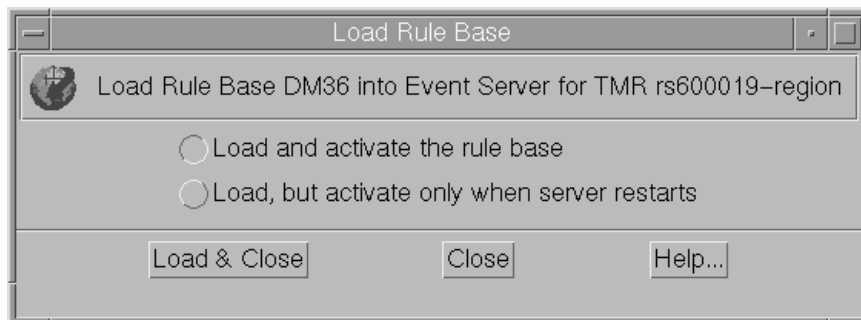 Load Rule Base
Load Rule Base DM36 into Event Server for TMR rs600019-region
Load and activate the rule base
Load, but activate only when server restarts
Load & Close
Close
Help...